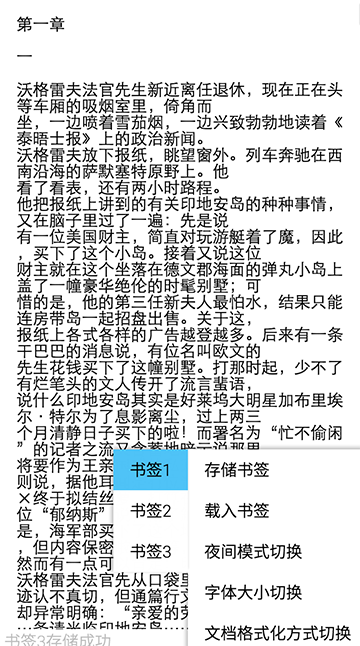 第一章
一
沃格雷夫法官先生新近离任退休，现在正在头
等车厢的吸烟室里，倚角而
坐，一边喷着雪茄烟，一边兴致勃勃地读着《
泰晤士报》上的政治新闻。
沃格雷夫放下报纸，眺望窗外。列车奔驰在西
南沿海的萨默塞特原野上。他
看了看表，还有两小时路程。
他把报纸上讲到的有关印地安岛的种种事情，
又在脑子里过了一遍：先是说
有一位美国财主，简直对玩游艇着了魔，因此
，买下了这个小岛。接着又说这位
财主就在这个坐落在德文郡海面的弹丸小岛上
盖了一幢豪华绝伦的时髦别墅；可
惜的是，他的第三任新夫人最怕水，结果只能
连房带岛一起招盘出售。关于这，
报纸上各式各样的广告越登越多。后来有一条
干巴巴的消息说，有位名叫欧文的
先生花钱买下了这幢别墅。打那时起，少不了
有烂笔头的文人传开了流言蜚语，
说什么印地安岛其实是好莱坞大明星加布里埃
尔·特尔为了息影离尘，过上两三
个月清静日子买下的啦！而署名为“忙不偷闲
”的记者之流
将要作为王亲
则说，据他耳
×终于拟结丝
位“郁纳斯”
是，海军部买
，但内容保密
然而有一点可
沃格雷夫法官先从口袋里
迹认不真切，但通篇行文
却异常明确：“亲爱的劳
书签1
书签2
书签3
存储书签
载入书签
夜间模式切换
字体大小切换
文档格式化方式切换
书签3存储成功